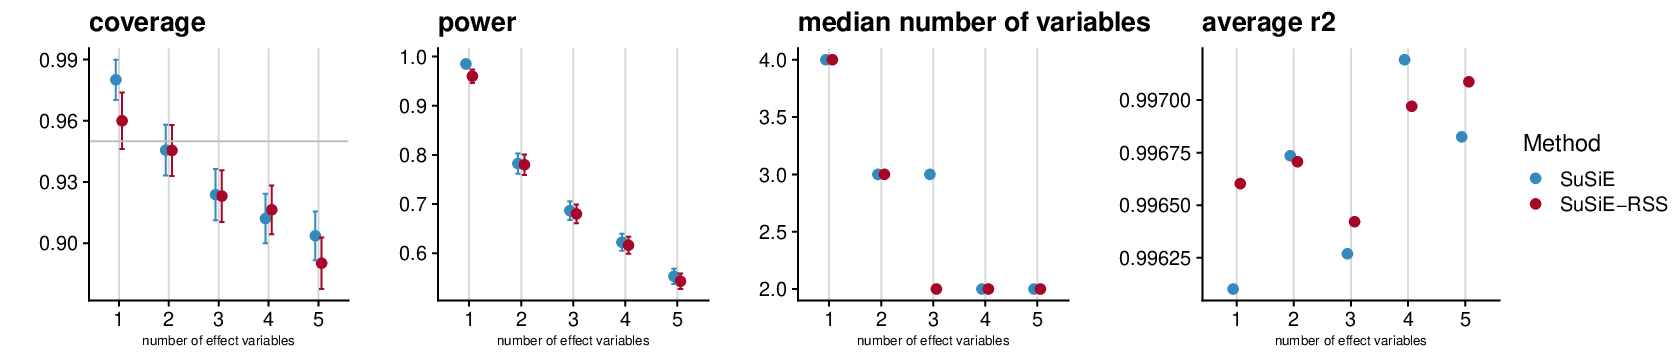 coverage
0.99
0.96
0.93
0.90
1 2 3 4 5
number of effect variables
power
1.0
0.9
0.8
0.7
0.6
1 2 3 4 5
number of effect variables
median number of variables
4.0
3.5
3.0
2.5
2.0
1 2 3 4 5
number of effect variables
average r2
0.99700
0.99675
0.99650
0.99625
1 2 3 4 5
number of effect variables
Method
SuSiE
SuSiE−RSS